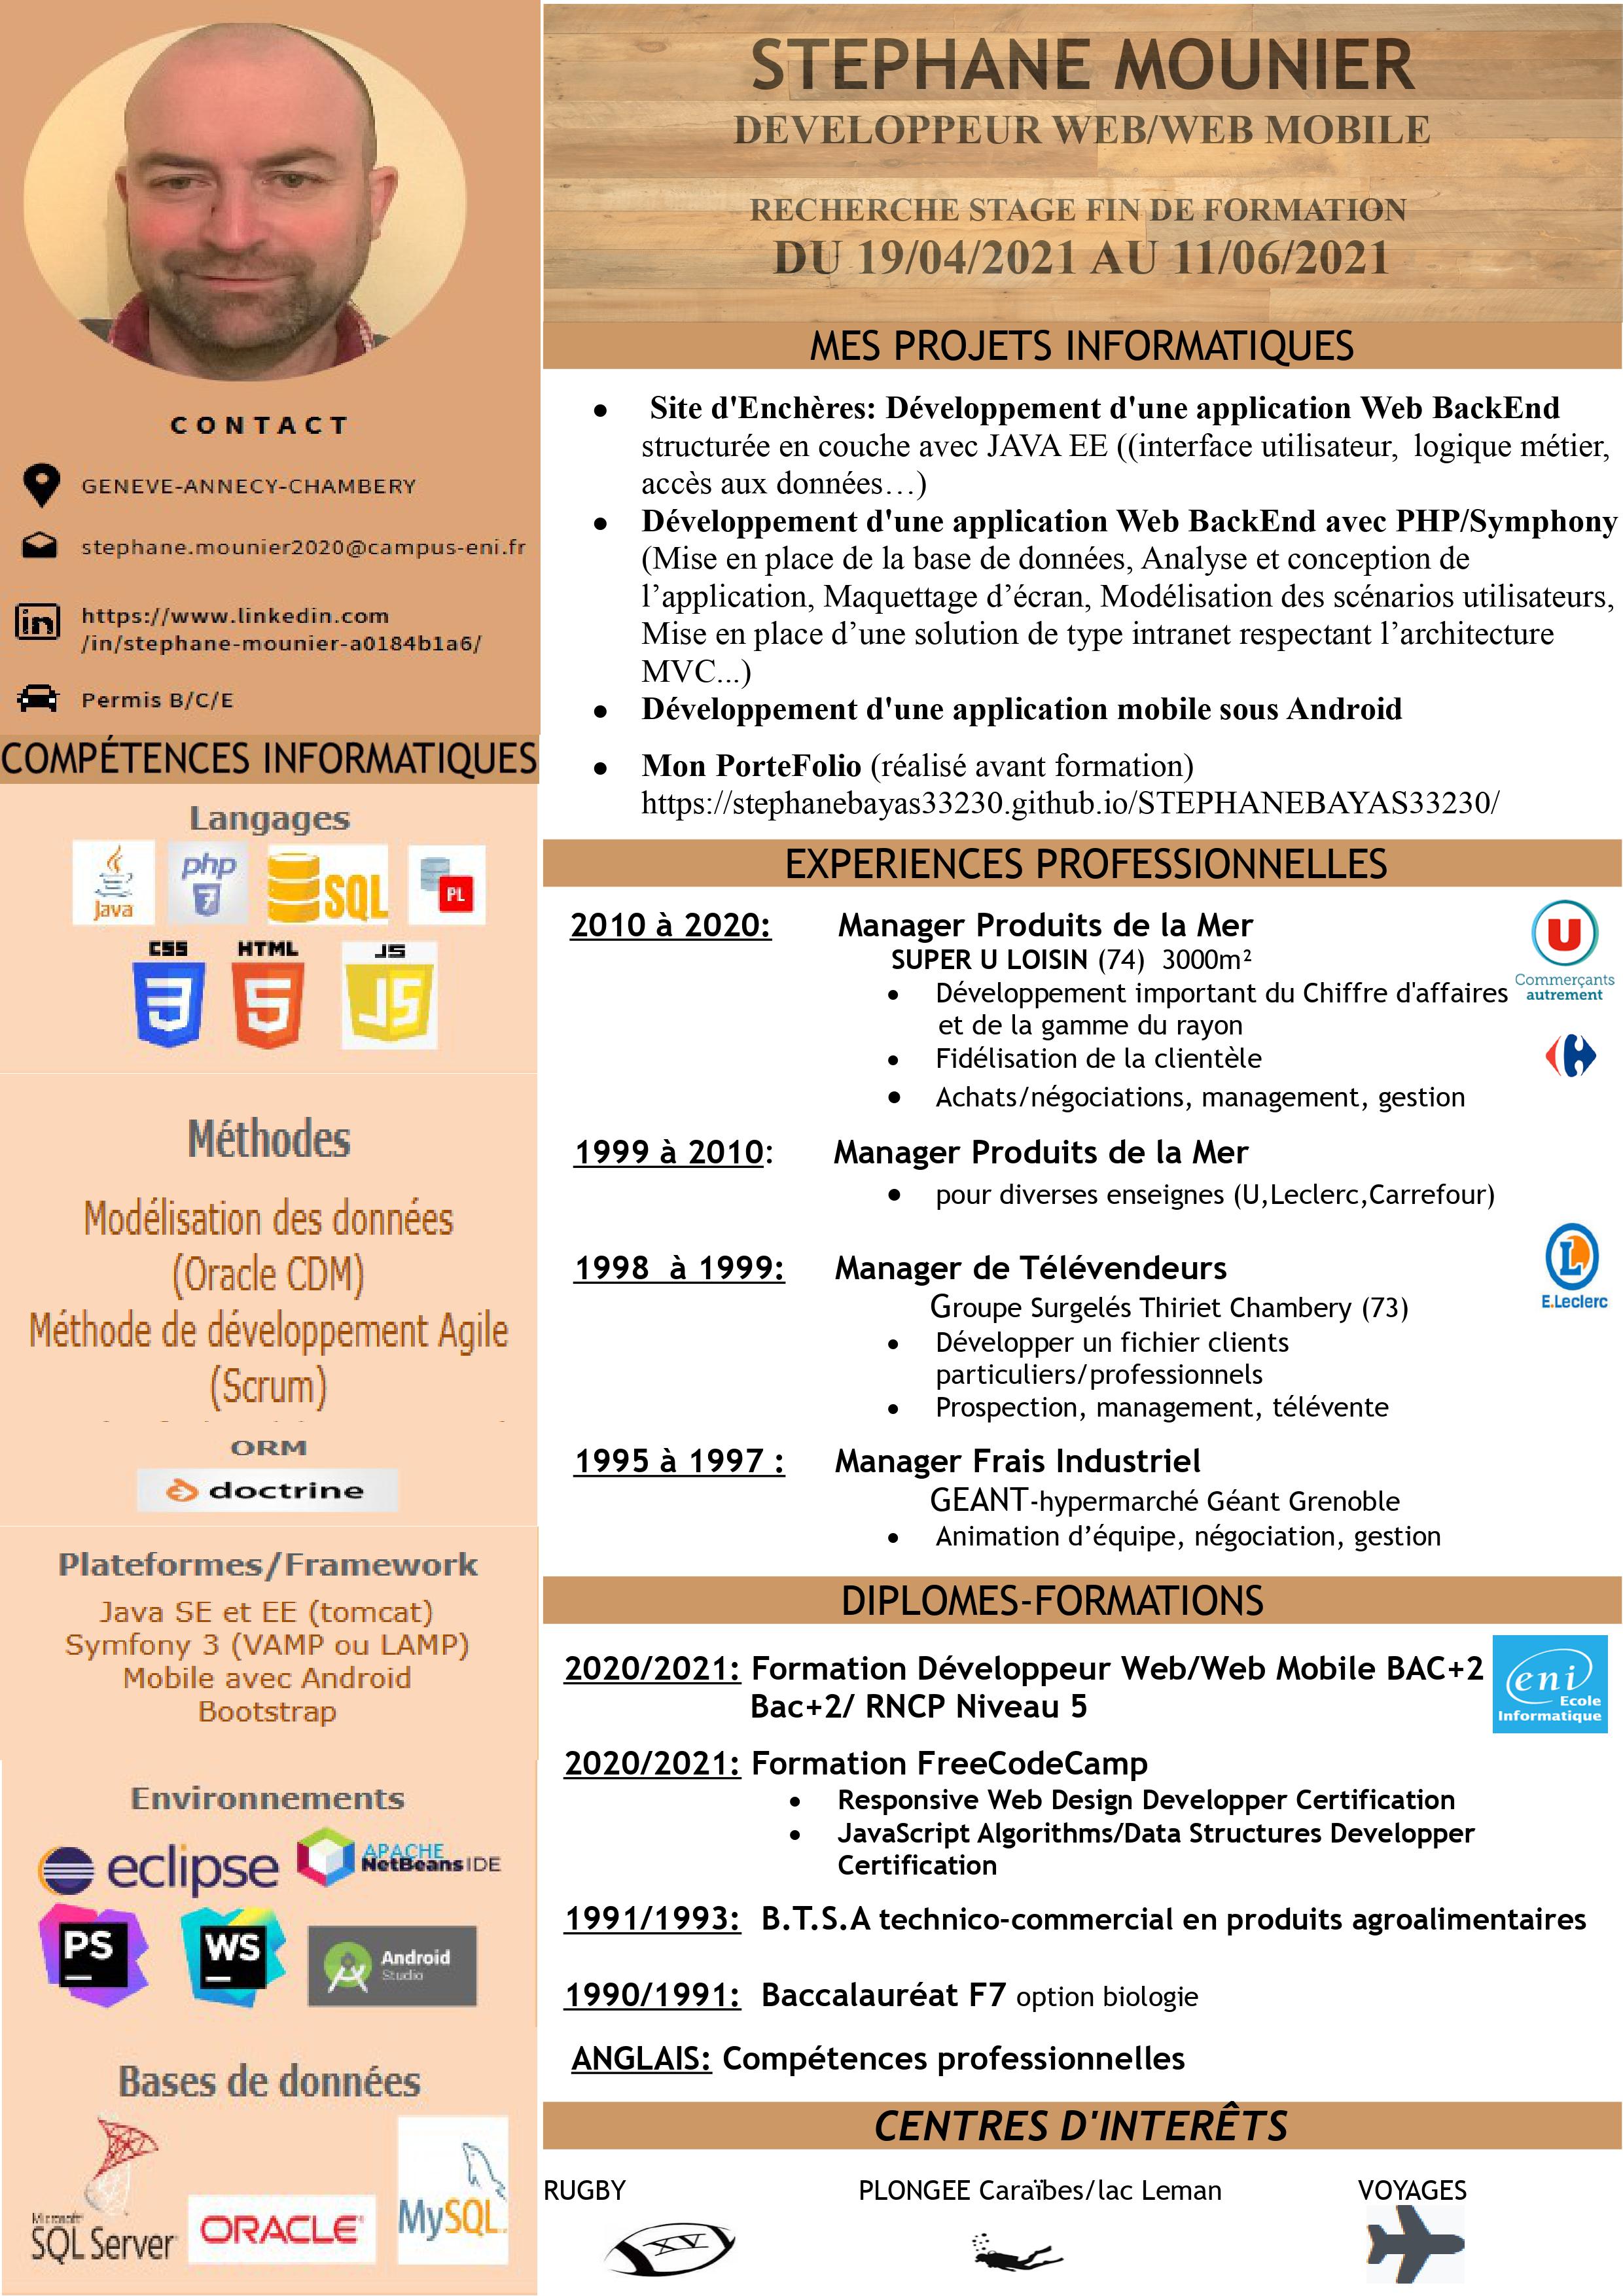 STEPHANE MOUNIER
DEVELOPPEUR WEB/WEB MOBILE
RECHERCHE STAGE FIN DE FORMATION
DU 19/04/2021 AU 11/06/2021
CONTACT
GENEVE-ANNECY-CHAMBERY
stephane.mounier2020@campus-eni.fr
in
https://www.linkedin.com
/in/stephane-mounier-a0184b1a6/
Permis B/C/E
COMPÉTENCES INFORMATIQUES
Langages
Java
php
7
SQL
PL
CSS
HTML
JS
3
5
JS
Méthodes
Modélisation des données
(Oracle CDM)
Méthode de développement Agile
(Scrum)
ORM
doctrine
Plateformes/Framework
Java SE et EE (tomcat)
Symfony 3 (VAMP ou LAMP)
Mobile avec Android
Bootstrap
Environnements
eclipse
APACHE
NetBeans IDE
PS
WS
Android
Studio
Bases de données
Microsoft
SQL Server
ORACLE
MySQL
MES PROJETS INFORMATIQUES
• Site d'Enchères: Développement d'une application Web BackEnd
structurée en couche avec JAVA EE ((interface utilisateur, logique métier,
accès aux données…)
• Développement d'une application Web BackEnd avec PHP/Symphony
(Mise en place de la base de données, Analyse et conception de
l’application, Maquettage d’écran, Modélisation des scénarios utilisateurs,
Mise en place d’une solution de type intranet respectant l’architecture
MVC...)
• Développement d'une application mobile sous Android
• Mon PorteFolio (réalisé avant formation)
https://stephanebayas33230.github.io/STEPHANEBAYAS33230/
EXPERIENCES PROFESSIONNELLES
2010 à 2020: Manager Produits de la Mer
SUPER U LOISIN (74) 3000m²
• Développement important du Chiffre d'affaires
et de la gamme du rayon
• Fidélisation de la clientèle
• Achats/négociations, management, gestion
U
Commerçants
autrement
1999 à 2010: Manager Produits de la Mer
• pour diverses enseignes (U,Leclerc,Carrefour)
1998 à 1999: Manager de Télévendeurs
Groupe Surgelés Thiriet Chambery (73)
• Développer un fichier clients
particuliers/professionnels
• Prospection, management, télévente
L
E.Leclerc
1995 à 1997 : Manager Frais Industriel
GEANT-hypermarché Géant Grenoble
• Animation d’équipe, négociation, gestion
DIPLOMES-FORMATIONS
2020/2021: Formation Développeur Web/Web Mobile BAC+2
Bac+2/ RNCP Niveau 5
eni
Ecole
Informatique
2020/2021: Formation FreeCodeCamp
• Responsive Web Design Developper Certification
• JavaScript Algorithms/Data Structures Developper
Certification
1991/1993: B.T.S.A technico-commercial en produits agroalimentaires
1990/1991: Baccalauréat F7 option biologie
ANGLAIS: Compétences professionnelles
CENTRES D'INTERÊTS
RUGBY PLONGEE Caraïbes/lac Leman VOYAGES
XV